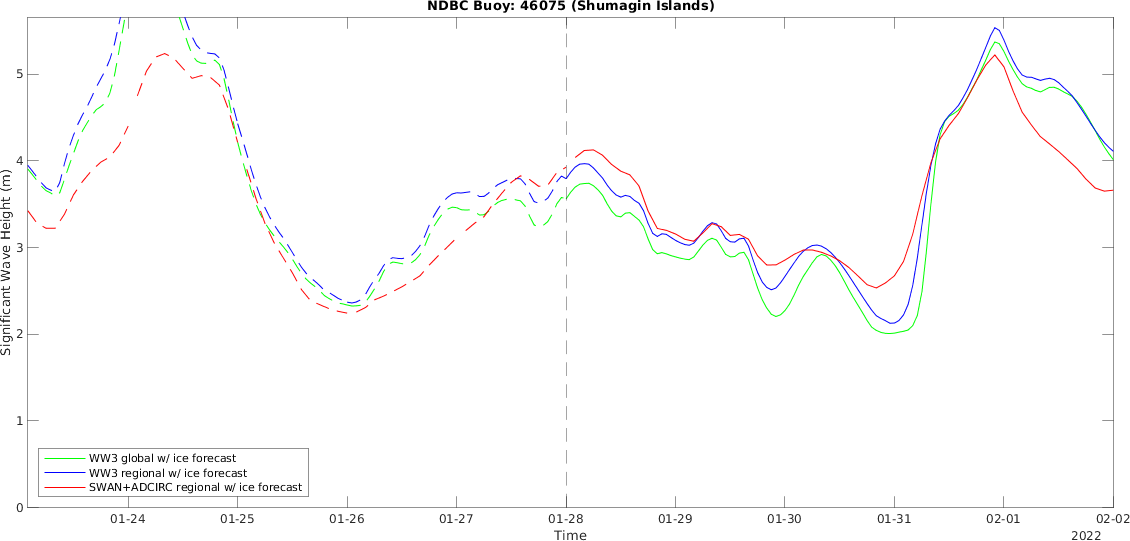 NDBC Buoy: 46075 (Shumagin Islands)
Significant Wave Height (m)
5
4
3
2
1
0
WW3 global w/ ice forecast
WW3 regional w/ ice forecast
SWAN+ADCIRC regional w/ ice forecast
01-24 01-25 01-26 01-27 01-28 01-29 01-30 01-31 02-01 02-02
Time
2022